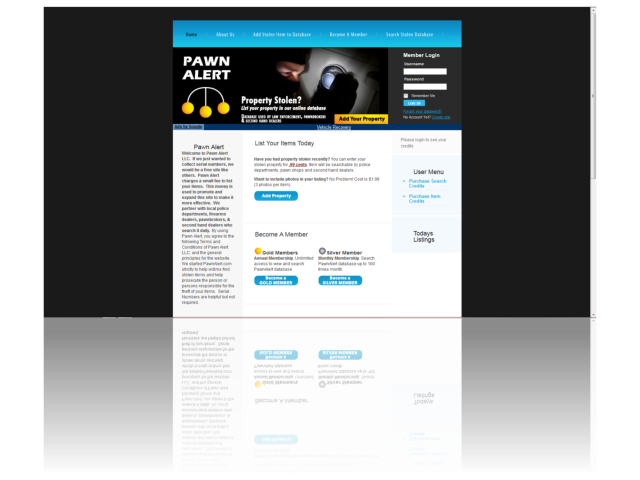 Home
About Us
Add Stolen Item to Database
Become A Member
Search Stolen Database
PAWN
ALERT
Property Stolen?
List your property in our online database
Database used by law enforcement, pawnbrokers
& second hand dealers
Add Your Property
Member Login
Username
Password
Remember Me
LOG IN
Forgot your password?
No Account Yet? Create one
Ads by Google
Vehicle Recovery
Pawn Alert
Welcome to Pawn Alert
LLC. If we just wanted to
collect serial numbers, we
would be a free site like
others. Pawn Alert
charges a small fee to list
your items. This money is
used to promote and
expand this site to make it
more effective. We
partner with local police
departments, firearms
dealers, pawnbrokers, &
second hand dealers who
search it daily. By using
Pawn Alert, you agree to the
following Terms and
Conditions of Pawn Alert
LLC. and the general
principles for the website.
We started PawnAlert.com
strictly to help victims find
stolen items and help
prosecute the person or
persons responsible for the
theft of your items. Serial
Numbers are helpful but not
required.
List Your Items Today
Have you had property stolen recently? You can enter your
stolen property for .99 cents. Item will be searchable by police
departments, pawn shops and second hand dealers
Want to include photos in your listing? No Problem! Cost is $1.99
(3 photos per item)
Add Property
Become A Member
Gold Members
Annual Membership. Unlimited
access to view and search
PawnAlert database
Become a
GOLD MEMBER
Silver Member
Monthly Membership. Search
PawnAlert database up to 100
times month
Become a
SILVER MEMBER
Please login to see your
credits
User Menu
Purchase Search
Credits
Purchase Item
Credits
Todays
Listings